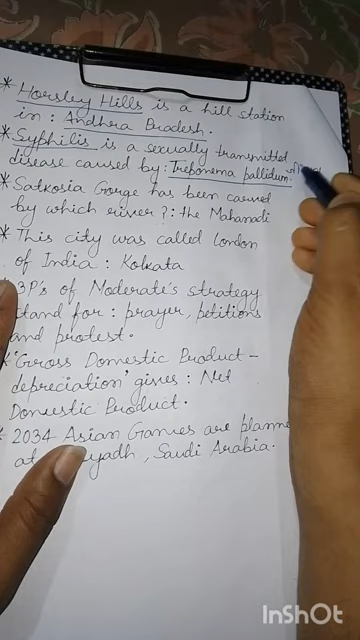 * Horsley Hills is a hill station
in : Andhra Pradesh.
* Syphilis is a sexually transmitted
disease caused by : Treponema pallidum.
* Satkosia Gorge has been carved
by which river ? : the Mahanadi
* This city was called London
of India : Kolkata
3P's of Moderate's strategy
stand for : prayer, petitions
and protest.
* 'Gross Domestic Product -
depreciation' gives : Net
Domestic Product.
* 2034 Asian Games are planne
at yadh, Saudi Arabia.
InShOt